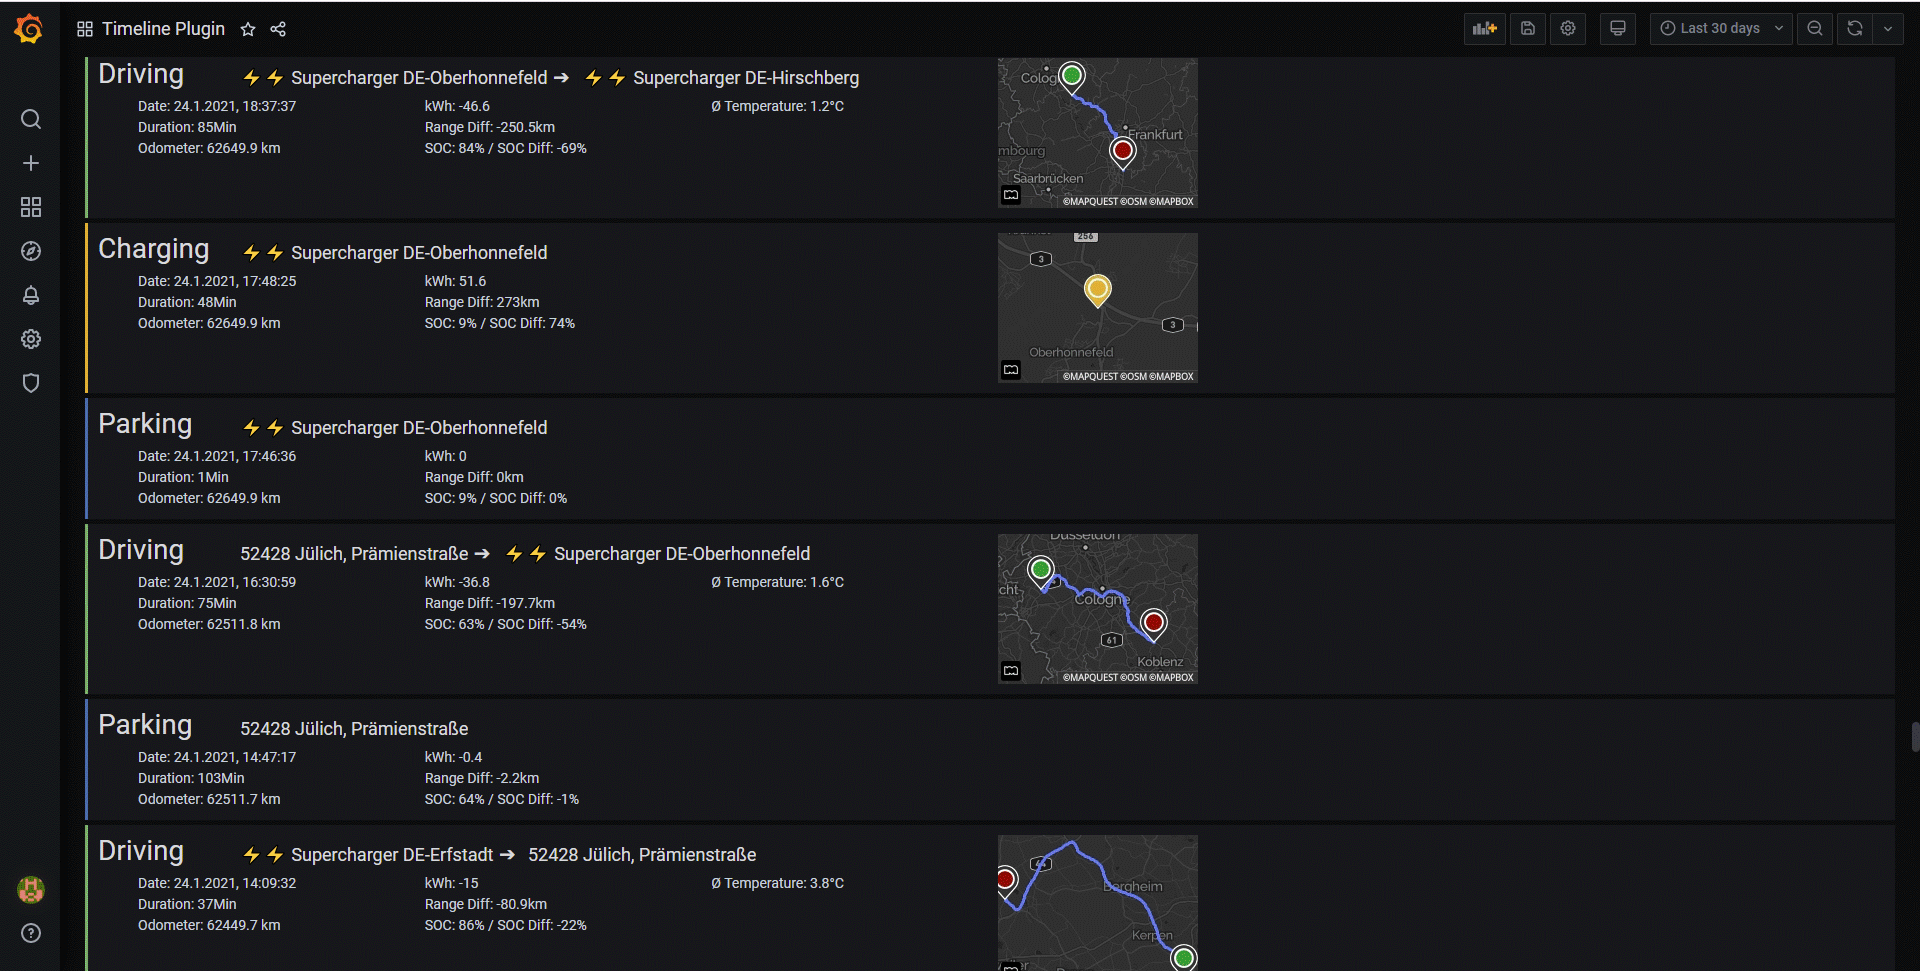 Timeline Plugin
Last 30 days
Driving ⚡⚡ Supercharger DE-Oberhonnefeld ➔ ⚡⚡ Supercharger DE-Hirschberg
Date: 24.1.2021, 18:37:37 kWh: -46.6 Ø Temperature: 1.2°C
Duration: 85Min Range Diff: -250.5km
Odometer: 62649.9 km SOC: 84% / SOC Diff: -69%
Frankfurt
Saarbrücken
©MAPQUEST ©OSM ©MAPBOX
Charging ⚡⚡ Supercharger DE-Oberhonnefeld
Date: 24.1.2021, 17:48:25 kWh: 51.6
Duration: 48Min Range Diff: 273km
Odometer: 62649.9 km SOC: 9% / SOC Diff: 74%
256
3
3
Oberhonnefeld
©MAPQUEST ©OSM ©MAPBOX
Parking ⚡⚡ Supercharger DE-Oberhonnefeld
Date: 24.1.2021, 17:46:36 kWh: 0
Duration: 1Min Range Diff: 0km
Odometer: 62649.9 km SOC: 9% / SOC Diff: 0%
Driving 52428 Jülich, Prämienstraße ➔ ⚡⚡ Supercharger DE-Oberhonnefeld
Date: 24.1.2021, 16:30:59 kWh: -36.8 Ø Temperature: 1.6°C
Duration: 75Min Range Diff: -197.7km
Odometer: 62511.8 km SOC: 63% / SOC Diff: -54%
Düsseldorf
Cologne
61
Koblenz
©MAPQUEST ©OSM ©MAPBOX
Parking 52428 Jülich, Prämienstraße
Date: 24.1.2021, 14:47:17 kWh: -0.4
Duration: 103Min Range Diff: -2.2km
Odometer: 62511.7 km SOC: 64% / SOC Diff: -1%
Driving ⚡⚡ Supercharger DE-Erfstadt ➔ 52428 Jülich, Prämienstraße
Date: 24.1.2021, 14:09:32 kWh: -15 Ø Temperature: 3.8°C
Duration: 37Min Range Diff: -80.9km
Odometer: 62449.7 km SOC: 86% / SOC Diff: -22%
Bergheim
Kerpen